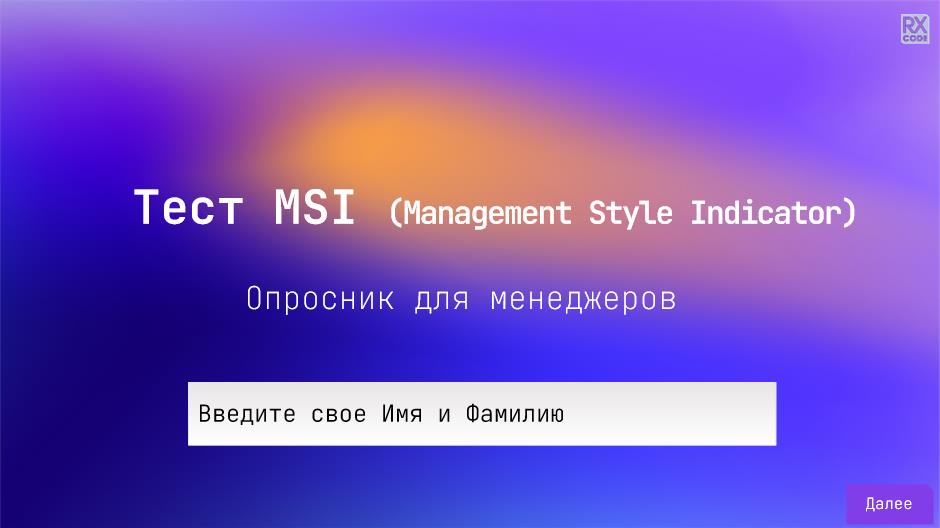 RX
CODE
Тест MSI (Management Style Indicator)
Опросник для менеджеров
Введите свое Имя и Фамилию
Далее